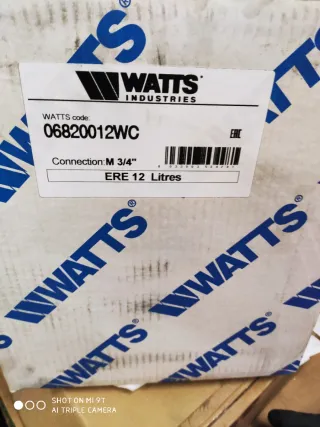 WATTS
INDUSTRIES
WATTS code:
06820012WC
EAC
Connection: M 3/4"
ERE 12 Litres
WATTS
WATTS
WATTS
WATTS
SHOT ON MI 9T
AI TRIPLE CAMERA